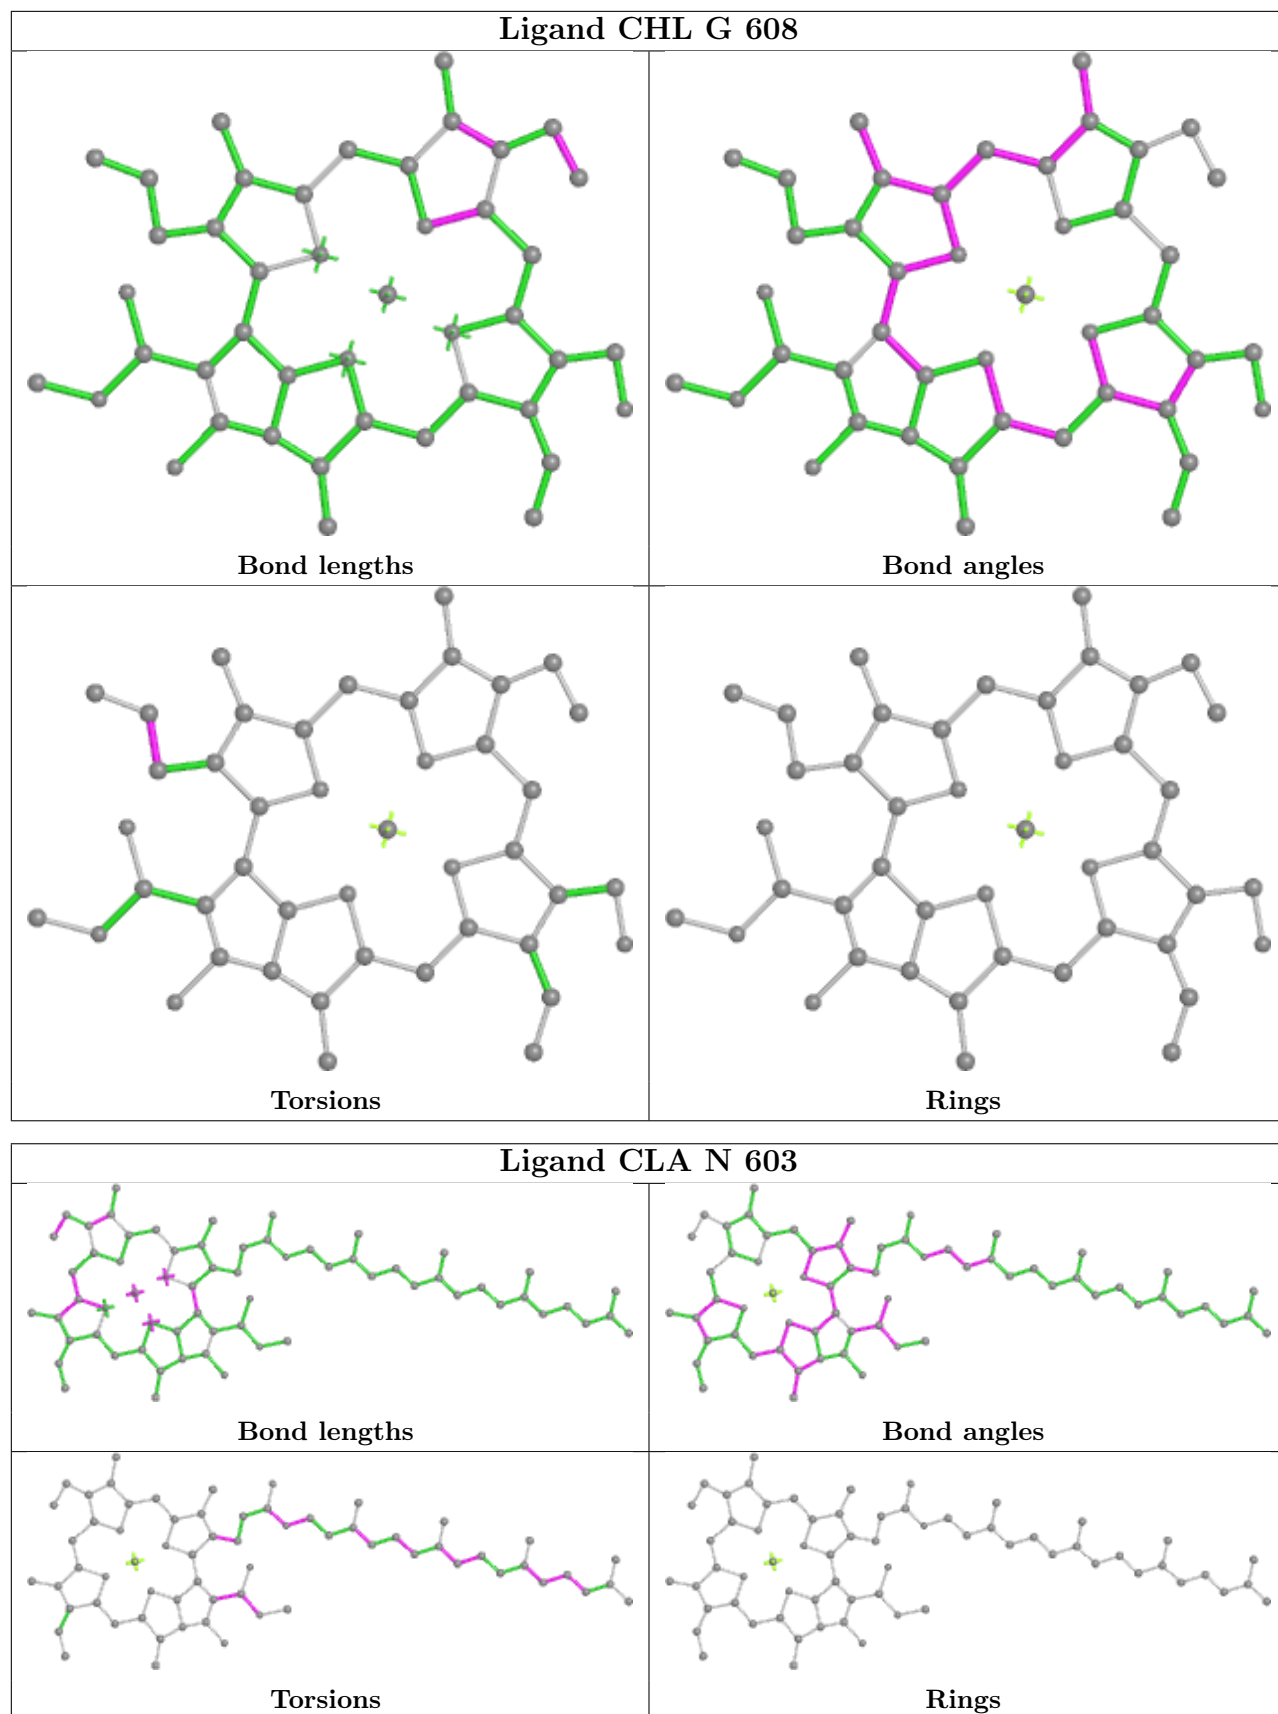 Ligand CHL G 608
Bond lengths
Bond angles
Torsions
Rings
Ligand CLA N 603
Bond lengths
Bond angles
Torsions
Rings